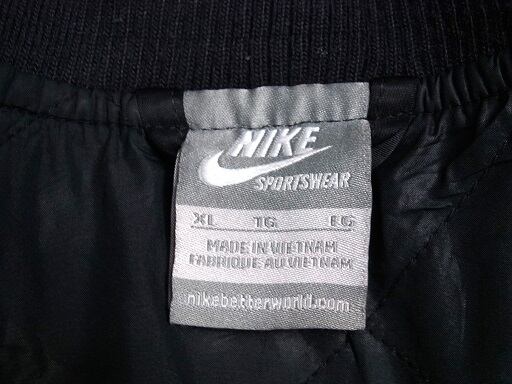 NIKE
SPORTSWEAR
XL TG EG
MADE IN VIETNAM
FABRIQUE AU VIETNAM
nikebetterworld.com